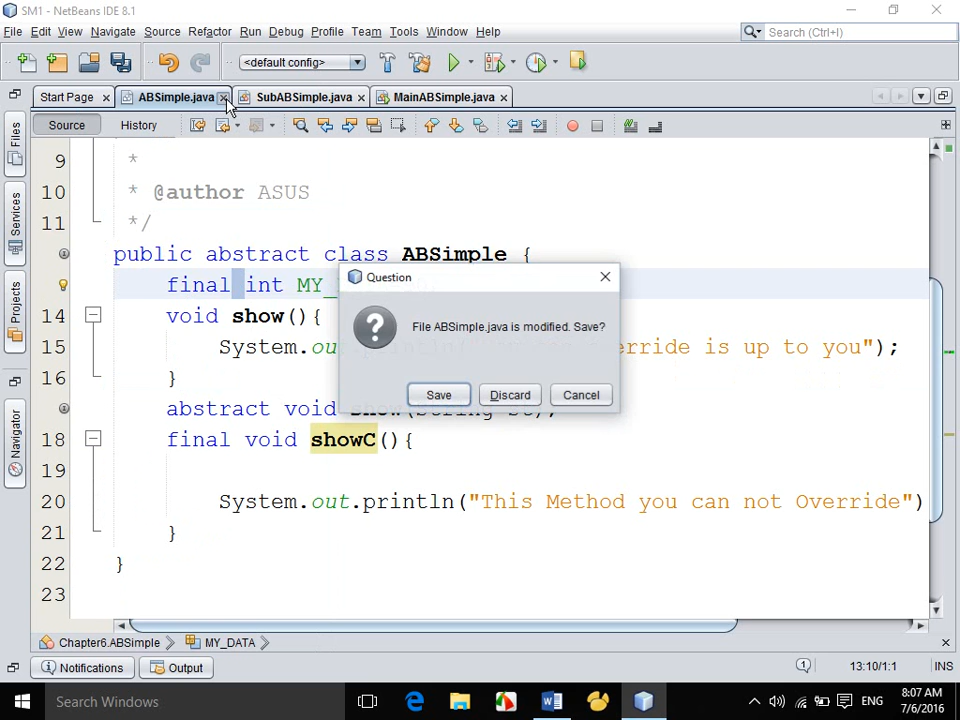 SM1 - NetBeans IDE 8.1
File Edit View Navigate Source Refactor Run Debug Profile Team Tools Window Help
Search (Ctrl+I)
<default config>
Start Page ABSimple.java SubABSimple.java MainABSimple.java
Source History
Files
Services
Projects
Navigator
9 *
10 * @author ASUS
11 */
public abstract class ABSimple {
final int MY_
14 void show(){
15 System.ou erride is up to you");
16 }
abstract void show(String st);
18 final void showC(){
19
20 System.out.println("This Method you can not Override")
21 }
22 }
23
Question
File ABSimple.java is modified. Save?
Save Discard Cancel
Chapter6.ABSimple MY_DATA
Notifications Output
1 13:10/1:1 INS
Search Windows
ENG
8:07 AM
7/6/2016